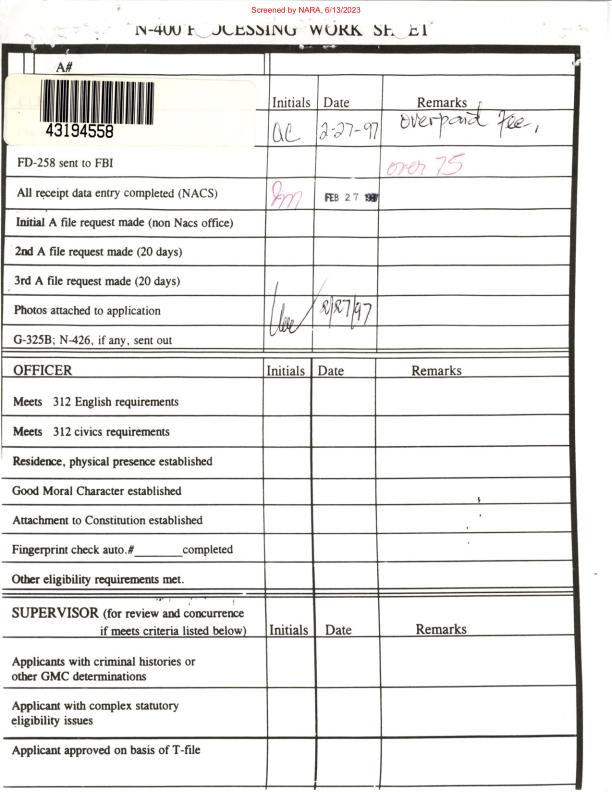 Screened by NARA, 6/13/2023
N-400 P OCESSING WORK SH ET
A#
43194558
Initials Date Remarks
ac 2-27-97 overpaid Fee,
FD-258 sent to FBI over 75
All receipt data entry completed (NACS) FEB 27 1997
Initial A file request made (non Nacs office)
2nd A file request made (20 days)
3rd A file request made (20 days)
Photos attached to application 2/27/97
G-325B; N-426, if any, sent out
OFFICER Initials Date Remarks
Meets 312 English requirements
Meets 312 civics requirements
Residence, physical presence established
Good Moral Character established
Attachment to Constitution established
Fingerprint check auto.#________completed
Other eligibility requirements met.
SUPERVISOR (for review and concurrence
if meets criteria listed below) Initials Date Remarks
Applicants with criminal histories or
other GMC determinations
Applicant with complex statutory
eligibility issues
Applicant approved on basis of T-file